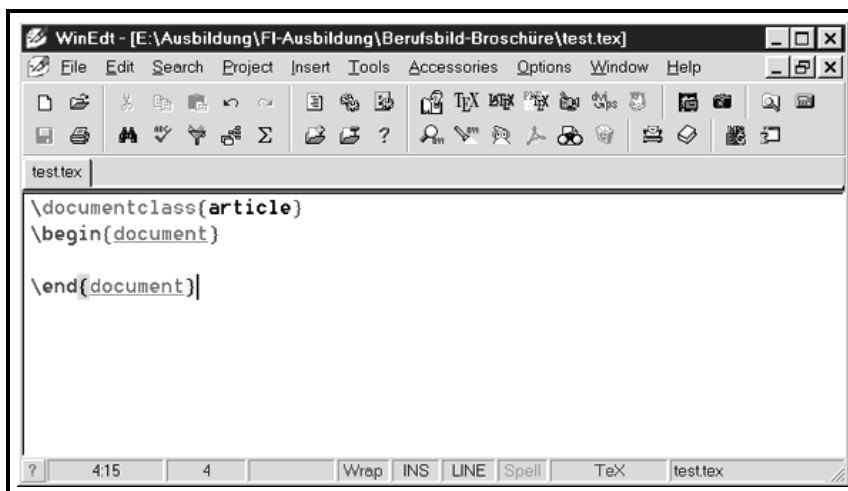 WinEdt - [E:\Ausbildung\FI-Ausbildung\Berufsbild-Broschüre\test.tex]
File Edit Search Project Insert Tools Accessories Options Window Help
TEX
test.tex
\documentclass{article}
\begin{document}
\end{document}
? 4:15 4 Wrap INS LINE Spell TeX test.tex